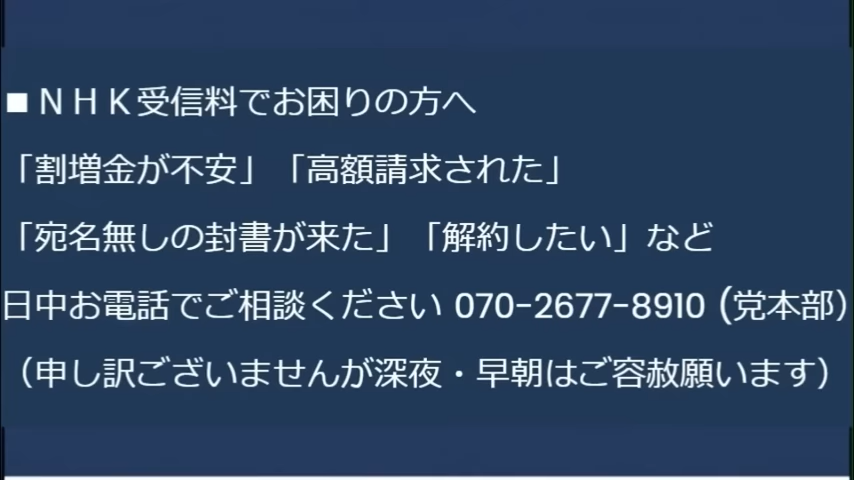 ■ＮＨＫ受信料でお困りの方へ
「割増金が不安」「高額請求された」
「宛名無しの封書が来た」「解約したい」など
日中お電話でご相談ください 070-2677-8910 (党本部)
（申し訳ございませんが深夜・早朝はご容赦願います）